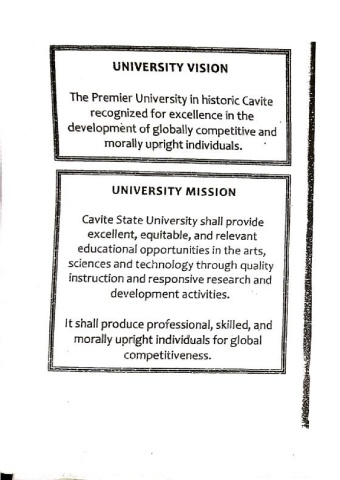 UNIVERSITY VISION
The Premier University in historic Cavite
recognized for excellence in the
development of globally competitive and
morally upright individuals.
UNIVERSITY MISSION
Cavite State University shall provide
excellent, equitable, and relevant
educational opportunities in the arts,
sciences and technology through quality
instruction and responsive research and
development activities.
It shall produce professional, skilled, and
morally upright individuals for global
competitiveness.